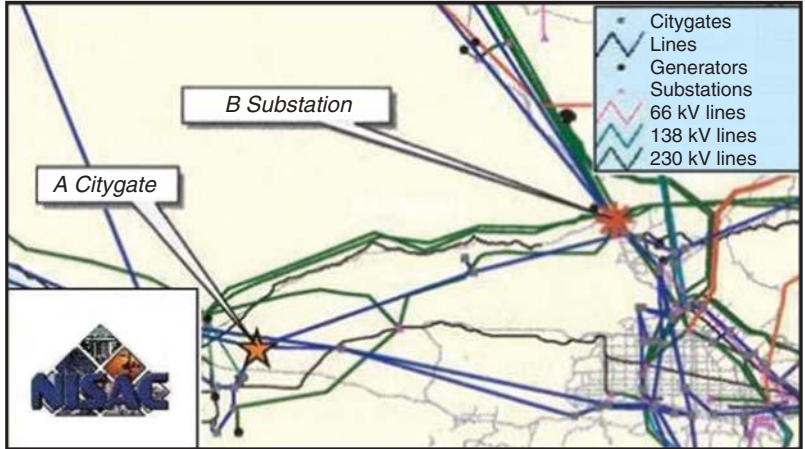 Citygates
Lines
Generators
Substations
66 kV lines
138 kV lines
230 kV lines
B Substation
A Citygate
NISAC